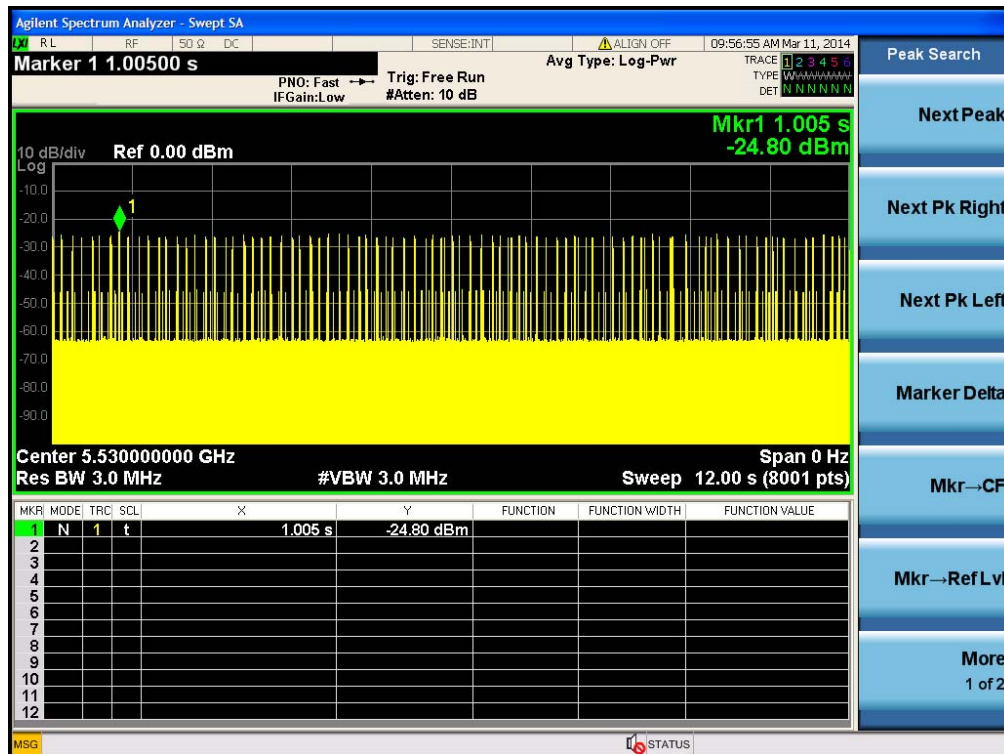 Agilent Spectrum Analyzer - Swept SA
LXI RL RF 50 Ω DC SENSE:INT ALIGN OFF 09:56:55 AM Mar 11, 2014
Marker 1 1.00500 s
PNO: Fast
IFGain:Low
Trig: Free Run
#Atten: 10 dB
Avg Type: Log-Pwr
TRACE 1 2 3 4 5 6
TYPE WWWWWW
DET N N N N N N
Peak Search
Mkr1 1.005 s
-24.80 dBm
10 dB/div Ref 0.00 dBm
Log
-10.0
-20.0
-30.0
-40.0
-50.0
-60.0
-70.0
-80.0
-90.0
1
Center 5.530000000 GHz Span 0 Hz
Res BW 3.0 MHz #VBW 3.0 MHz Sweep 12.00 s (8001 pts)
MKR MODE TRC SCL X Y FUNCTION FUNCTION WIDTH FUNCTION VALUE
1 N 1 t 1.005 s -24.80 dBm
2
3
4
5
6
7
8
9
10
11
12
MSG STATUS
Next Peak
Next Pk Right
Next Pk Left
Marker Delta
Mkr→CF
Mkr→Ref Lvl
More
1 of 2